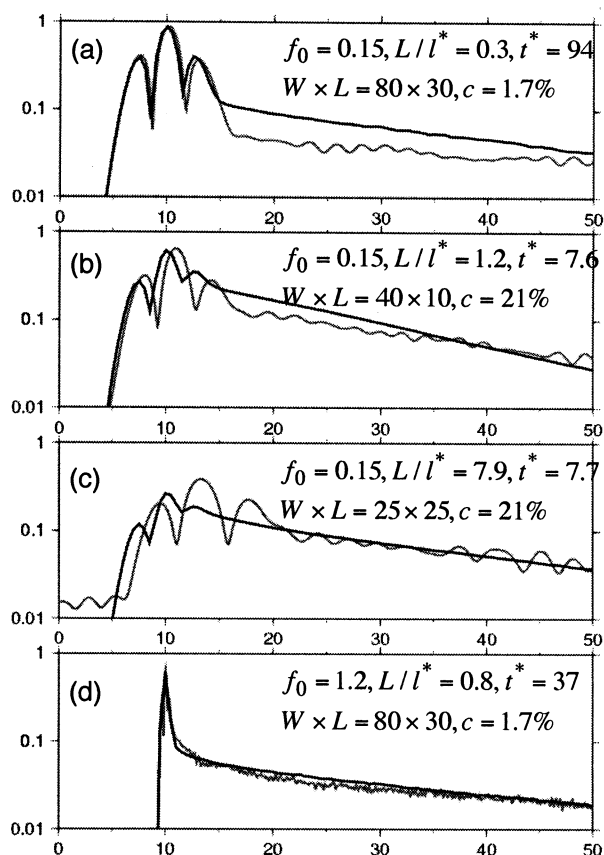 1
(a)
f₀ = 0.15, L / l* = 0.3, t* = 94
W × L = 80 × 30, c = 1.7%
0.1
0.01
0 10 20 30 40 50
1
(b)
f₀ = 0.15, L / l* = 1.2, t* = 7.6
W × L = 40 × 10, c = 21%
0.1
0.01
0 10 20 30 40 50
1
(c)
f₀ = 0.15, L / l* = 7.9, t* = 7.7
W × L = 25 × 25, c = 21%
0.1
0.01
0 10 20 30 40 50
1
(d)
f₀ = 1.2, L / l* = 0.8, t* = 37
W × L = 80 × 30, c = 1.7%
0.1
0.01
0 10 20 30 40 50